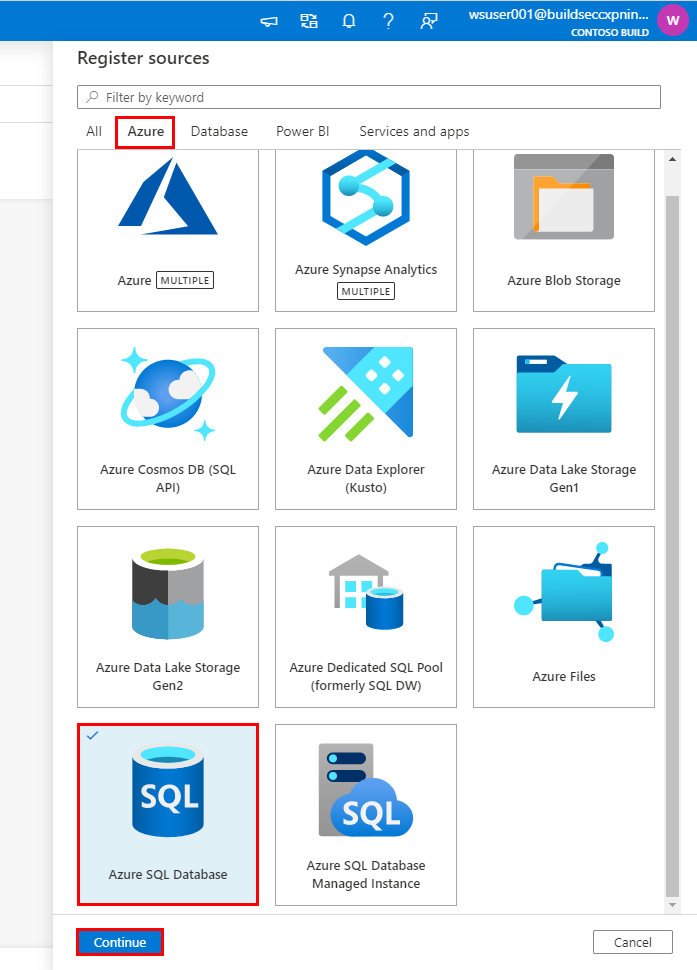 wsuser001@buildseccxpnin...
CONTOSO BUILD
W
Register sources
Filter by keyword
All Azure Database Power BI Services and apps
Azure MULTIPLE
Azure Synapse Analytics
MULTIPLE
Azure Blob Storage
Azure Cosmos DB (SQL
API)
Azure Data Explorer
(Kusto)
Azure Data Lake Storage
Gen1
Azure Data Lake Storage
Gen2
Azure Dedicated SQL Pool
(formerly SQL DW)
Azure Files
SQL
Azure SQL Database
SQL
Azure SQL Database
Managed Instance
Continue Cancel